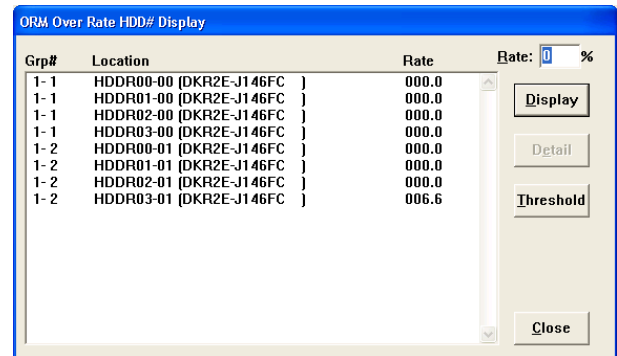 ORM Over Rate HDD# Display
Grp# Location Rate Rate: 0 %
1- 1 HDDR00-00 (DKR2E-J146FC ) 000.0
1- 1 HDDR01-00 (DKR2E-J146FC ) 000.0
1- 1 HDDR02-00 (DKR2E-J146FC ) 000.0
1- 1 HDDR03-00 (DKR2E-J146FC ) 000.0
1- 2 HDDR00-01 (DKR2E-J146FC ) 000.0
1- 2 HDDR01-01 (DKR2E-J146FC ) 000.0
1- 2 HDDR02-01 (DKR2E-J146FC ) 000.0
1- 2 HDDR03-01 (DKR2E-J146FC ) 006.6
Display
Detail
Threshold
Close